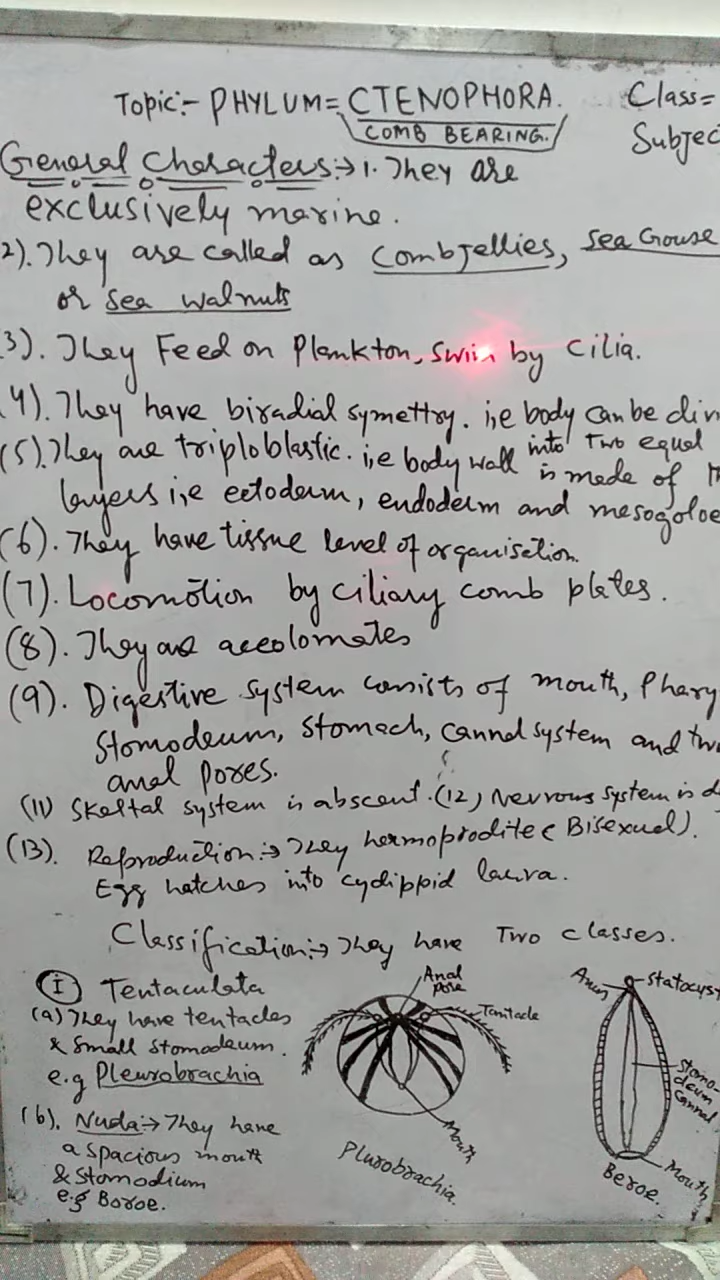 Topic:- PHYLUM= CTENOPHORA. Class=
COMB BEARING. Subjec
General Characters:→ 1. They are
exclusively marine.
2). They are called as Combjellies, Sea Gouse
or Sea walnuts
3). They Feed on Plankton, swim by cilia.
4). They have biradial symettry. i,e body can be
into Two equal
(5). They are triploblastic. i,e body wall is made of
layers i,e ectoderm, endoderm and mesogoloe
(6). They have tissue level of organisation.
(7). Locomotion by ciliary comb plates.
(8). They are acoelomates
(9). Digestive system consists of mouth, Phary
Stomodeum, Stomach, Cannal system and
anal Pores.
(11) Skeltal system is abscent. (12) Nervous system is d
(13). Reproduction:→ They hermoprodite (Bisexual).
Egg hatches into cydippid larva.
Classification:→ They have Two classes.
I Tentaculata
(a) They have tentacles
& Small Stomodeum.
e.g Pleurobrachia
(b). Nuda:→ They have
a spacious mouth
& Stomodium
e.g Boroe.
Anal
pore
Tentacle
Mouth
Plurobrachia.
Anus
Statocyst
Stomo-
deum
Cannal
Mouth
Beroe.